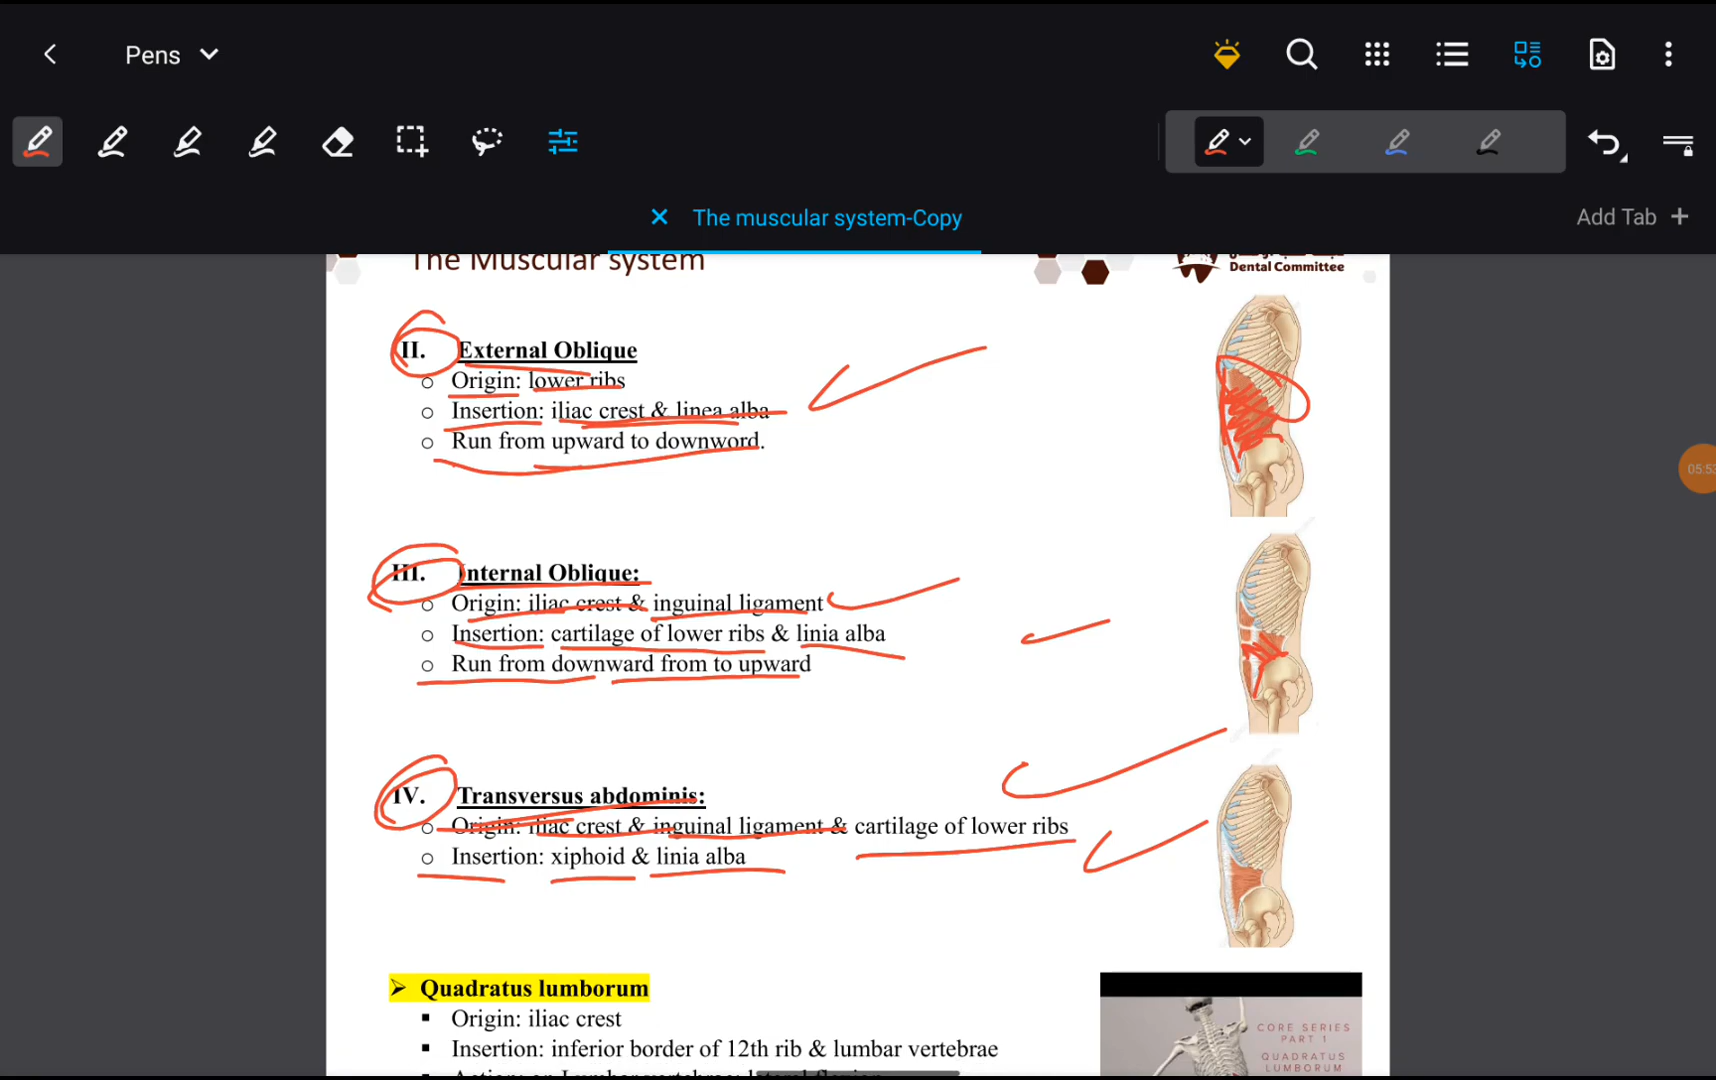 Pens
The muscular system-Copy
Add Tab
The Muscular system
Dental Committee
II. External Oblique
Origin: lower ribs
Insertion: iliac crest & linea alba
Run from upward to downword.
05:53
III. Internal Oblique:
Origin: iliac crest & inguinal ligament
Insertion: cartilage of lower ribs & linia alba
Run from downward from to upward
IV. Transversus abdominis:
Origin: iliac crest & inguinal ligament & cartilage of lower ribs
Insertion: xiphoid & linia alba
Quadratus lumborum
Origin: iliac crest
Insertion: inferior border of 12th rib & lumbar vertebrae
CORE SERIES
PART 1
QUADRATUS
LUMBORUM